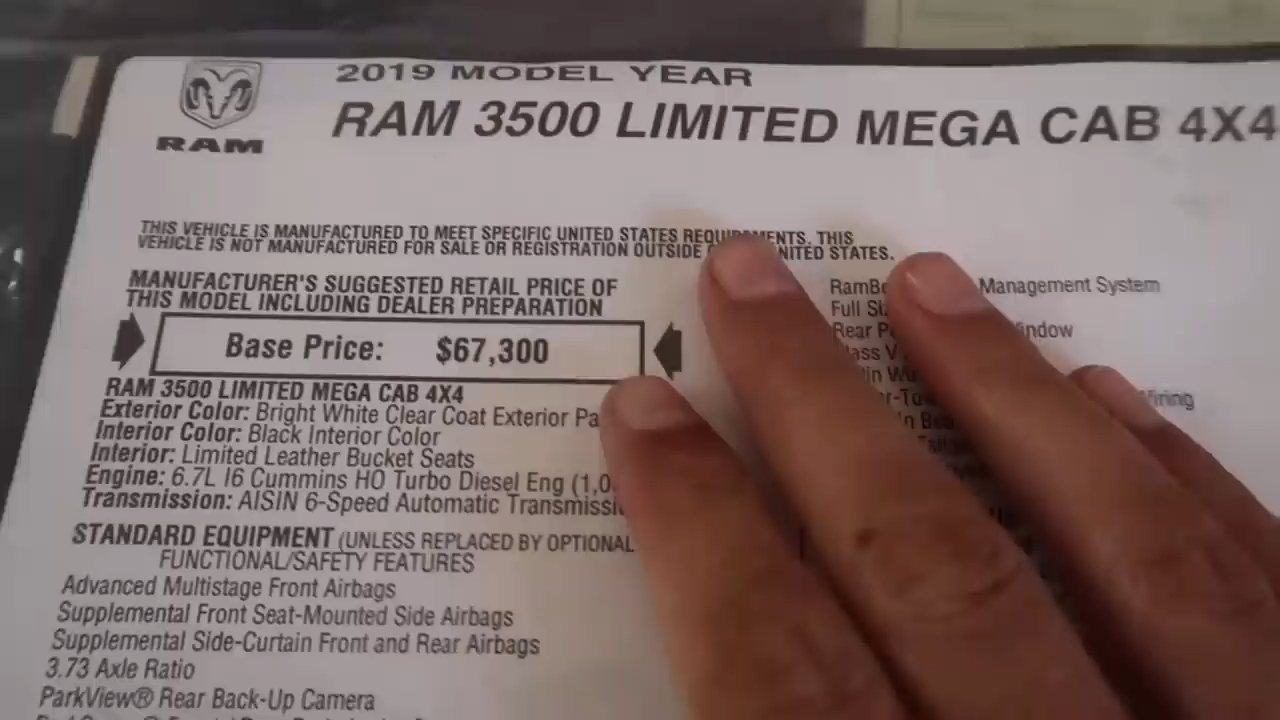 2019 MODEL YEAR
RAM 3500 LIMITED MEGA CAB 4X4
RAM
THIS VEHICLE IS MANUFACTURED TO MEET SPECIFIC UNITED STATES REQUIREMENTS. THIS
VEHICLE IS NOT MANUFACTURED FOR SALE OR REGISTRATION OUTSIDE UNITED STATES.
MANUFACTURER'S SUGGESTED RETAIL PRICE OF
THIS MODEL INCLUDING DEALER PREPARATION
Base Price: $67,300
RAM 3500 LIMITED MEGA CAB 4X4
Exterior Color: Bright White Clear Coat Exterior Pa
Interior Color: Black Interior Color
Interior: Limited Leather Bucket Seats
Engine: 6.7L I6 Cummins HO Turbo Diesel Eng (1,0
Transmission: AISIN 6-Speed Automatic Transmissi
STANDARD EQUIPMENT (UNLESS REPLACED BY OPTIONAL
FUNCTIONAL/SAFETY FEATURES
Advanced Multistage Front Airbags
Supplemental Front Seat-Mounted Side Airbags
Supplemental Side-Curtain Front and Rear Airbags
3.73 Axle Ratio
ParkView® Rear Back-Up Camera
Management System
Full
Rear
Wiring